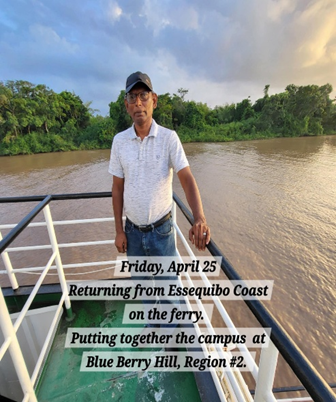 Friday, April 25
Returning from Essequibo Coast
on the ferry.
Putting together the campus at
Blue Berry Hill, Region #2.